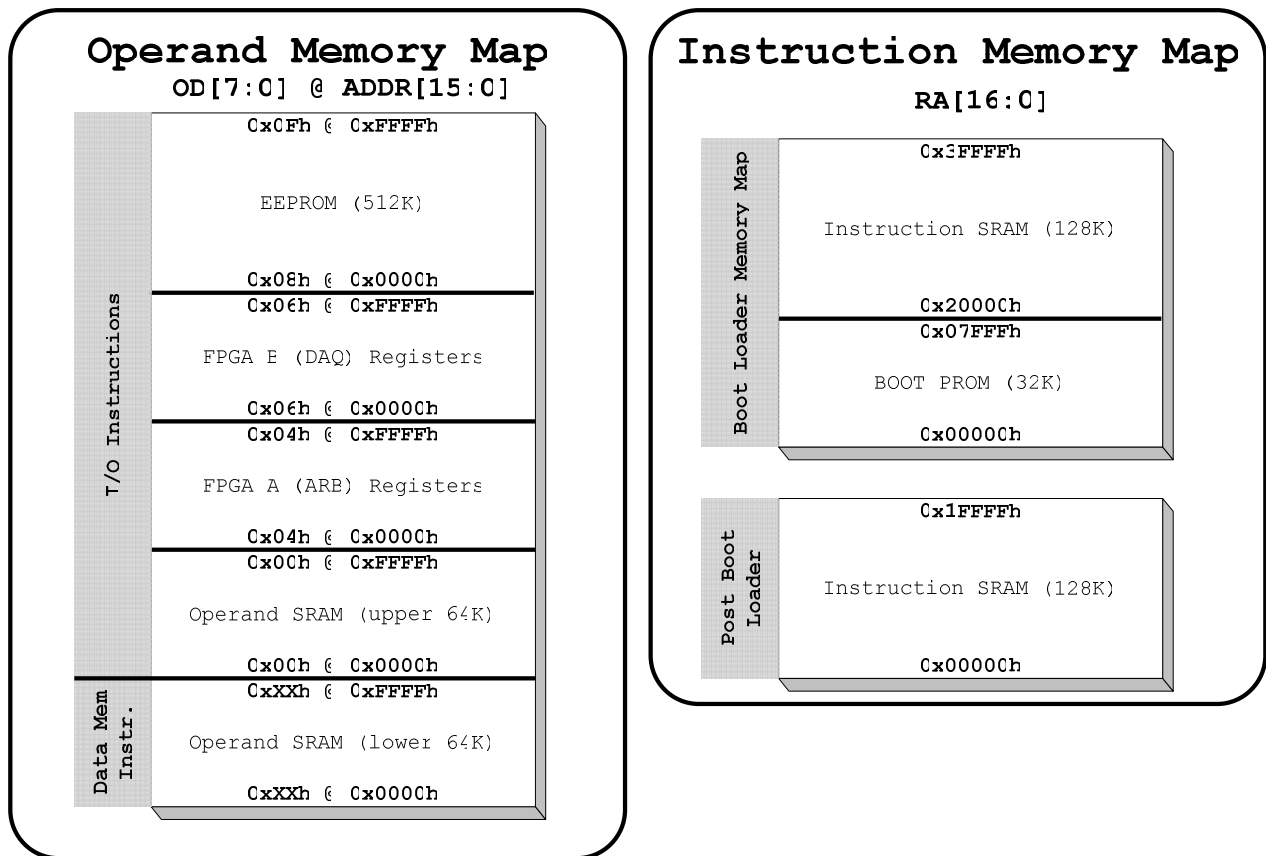 Operand Memory Map
OD[7:0] @ ADDR[15:0]
I/O Instructions
0x0Fh @ 0xFFFFh
EEPROM (512K)
0x08h @ 0x0000h
0x06h @ 0xFFFFh
FPGA B (DAQ) Registers
0x06h @ 0x0000h
0x04h @ 0xFFFFh
FPGA A (ARB) Registers
0x04h @ 0x0000h
0x00h @ 0xFFFFh
Operand SRAM (upper 64K)
0x00h @ 0x0000h
Data Mem
Instr.
0xXXh @ 0xFFFFh
Operand SRAM (lower 64K)
0xXXh @ 0x0000h
Instruction Memory Map
RA[16:0]
Boot Loader Memory Map
0x3FFFFh
Instruction SRAM (128K)
0x20000h
0x07FFFh
BOOT PROM (32K)
0x00000h
Post Boot
Loader
0x1FFFFh
Instruction SRAM (128K)
0x00000h